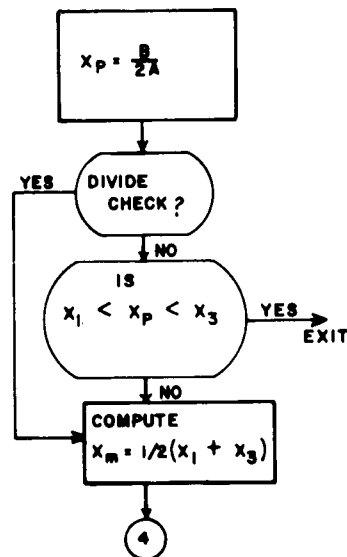 X_P = B/2A
YES
DIVIDE
CHECK?
NO
IS
X_1 < X_P < X_3
YES
EXIT
NO
COMPUTE
X_m = 1/2(X_1 + X_3)
4